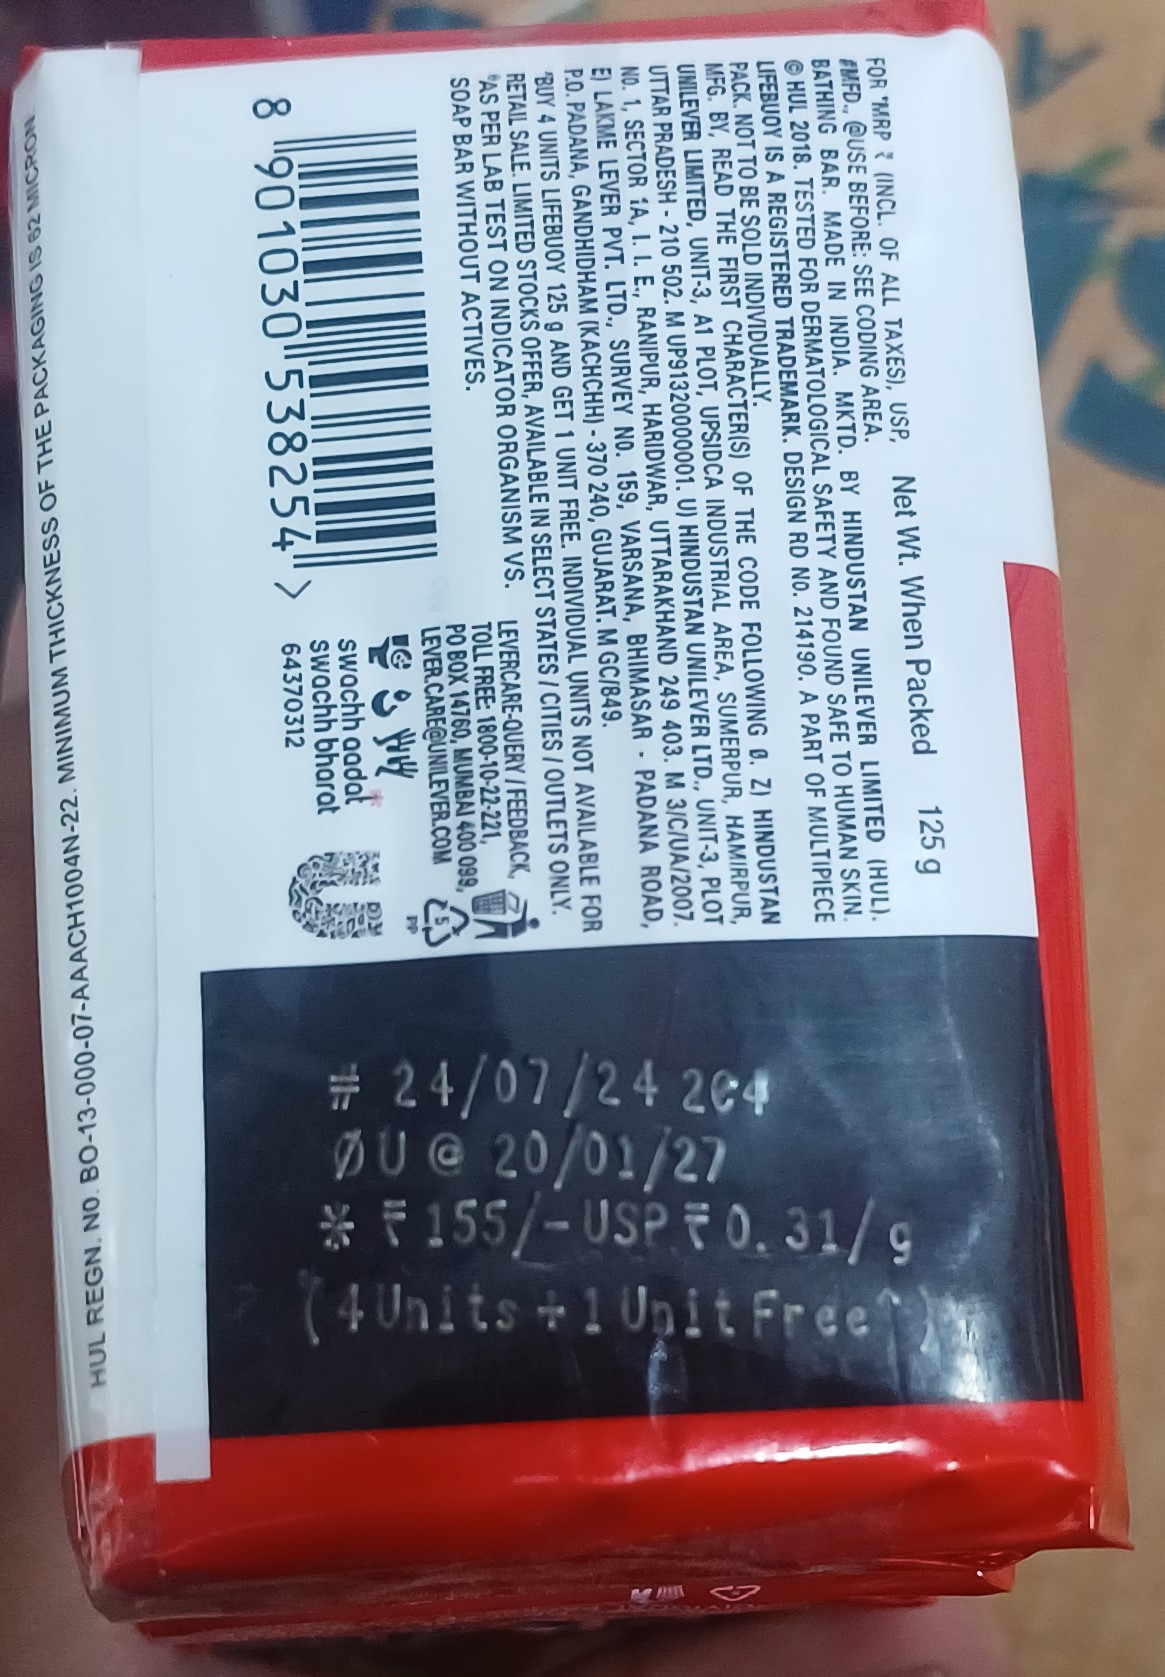 FOR *MRP ₹ (INCL. OF ALL TAXES), USP,
#MFD., @USE BEFORE: SEE CODING AREA.
Net Wt. When Packed 125 g
BATHING BAR. MADE IN INDIA. MKTD. BY HINDUSTAN UNILEVER LIMITED (HUL).
© HUL 2018. TESTED FOR DERMATOLOGICAL SAFETY AND FOUND SAFE TO HUMAN SKIN.
LIFEBUOY IS A REGISTERED TRADEMARK. DESIGN RD No. 214190. A PART OF MULTIPIECE
PACK. NOT TO BE SOLD INDIVIDUALLY.
MFG. BY, READ THE FIRST CHARACTER(S) OF THE CODE FOLLOWING Ø. Z) HINDUSTAN
UNILEVER LIMITED, UNIT-3, A1 PLOT, UPSIDCA INDUSTRIAL AREA, SUMERPUR, HAMIRPUR,
UTTAR PRADESH - 210 502. M UP9132000001. U) HINDUSTAN UNILEVER LTD., UNIT-3, PLOT
NO. 1, SECTOR 1A, I. I. E., RANIPUR, HARIDWAR, UTTARAKHAND 249 403. M 3/C/UA/2007.
E) LAKME LEVER PVT. LTD., SURVEY NO. 159, VARSANA, BHIMASAR - PADANA ROAD,
P.O. PADANA, GANDHIDHAM (KACHCHH) - 370 240, GUJARAT. M GC/849.
^BUY 4 UNITS LIFEBUOY 125 g AND GET 1 UNIT FREE. INDIVIDUAL UNITS NOT AVAILABLE FOR
RETAIL SALE. LIMITED STOCKS OFFER, AVAILABLE IN SELECT STATES / CITIES / OUTLETS ONLY.
AS PER LAB TEST ON INDICATOR ORGANISM VS.
SOAP BAR WITHOUT ACTIVES.
LEVERCARE-QUERY / FEEDBACK,
TOLL FREE: 1800-10-22-221,
PO BOX 14760, MUMBAI 400 099,
LEVER.CARE@UNILEVER.COM
5
PP
swachh aadat
swachh bharat
64370312
8 901030 538254 >
HUL REGN. NO. BO-13-000-07-AAACH1004N-22. MINIMUM THICKNESS OF THE PACKAGING IS 62 MICRON
# 24/07/24
ØU @ 20/01/27
* ₹155/- USP ₹0.31/g
(4 Units + 1 Unit Free^)